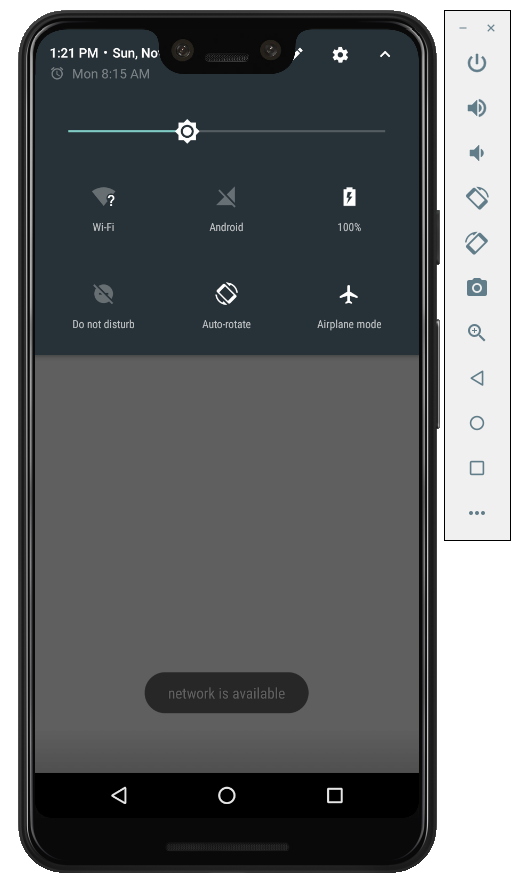 1:21 PM • Sun, No
Mon 8:15 AM
?
Wi-Fi
Android
100%
Do not disturb
Auto-rotate
Airplane mode
network is available